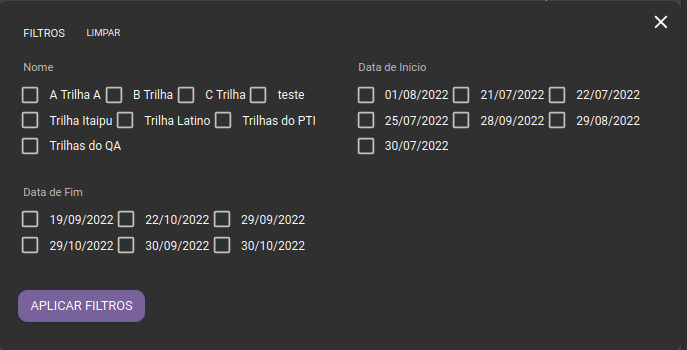 FILTROS LIMPAR
Nome
A Trilha A B Trilha C Trilha teste
Trilha Itaipu Trilha Latino Trilhas do PTI
Trilhas do QA
Data de Início
01/08/2022 21/07/2022 22/07/2022
25/07/2022 28/09/2022 29/08/2022
30/07/2022
Data de Fim
19/09/2022 22/10/2022 29/09/2022
29/10/2022 30/09/2022 30/10/2022
APLICAR FILTROS